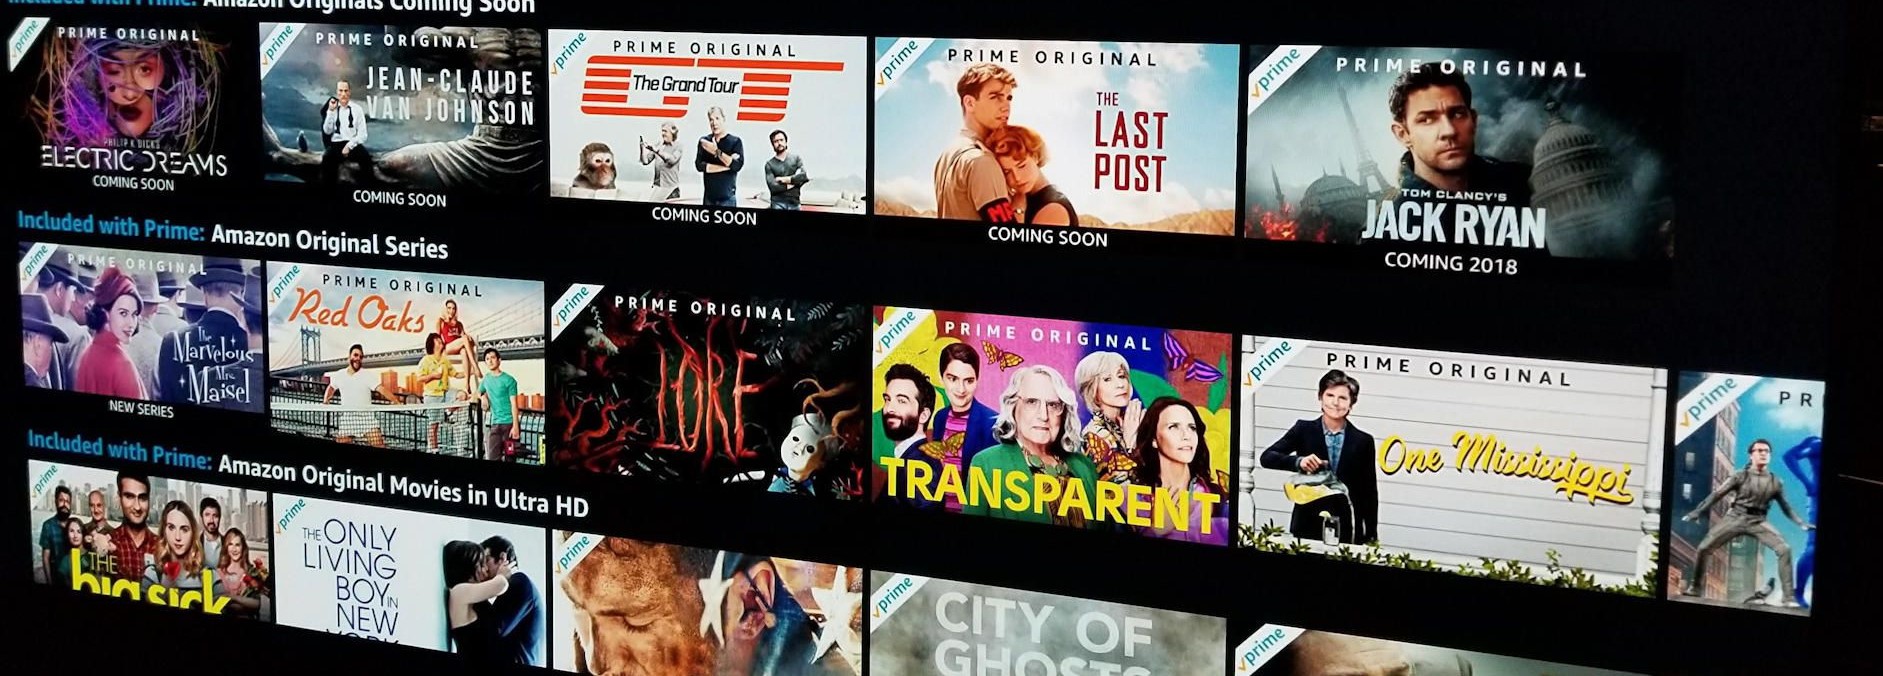 Included with Prime: Amazon Originals Coming Soon
prime
PRIME ORIGINAL
PHILIP K. DICK'S
ELECTRIC DREAMS
COMING SOON
prime
PRIME ORIGINAL
JEAN-CLAUDE
VAN JOHNSON
COMING SOON
prime
PRIME ORIGINAL
GT
The Grand Tour
COMING SOON
prime
PRIME ORIGINAL
THE
LAST
POST
MP
COMING SOON
prime
PRIME ORIGINAL
TOM CLANCY'S
JACK RYAN
COMING 2018
Included with Prime: Amazon Original Series
prime
PRIME ORIGINAL
The
Marvelous
Mrs.
Maisel
NEW SERIES
prime
PRIME ORIGINAL
Red Oaks
prime
PRIME ORIGINAL
LORE
prime
PRIME ORIGINAL
TRANSPARENT
prime
PRIME ORIGINAL
One Mississippi
prime
PR
Included with Prime: Amazon Original Movies in Ultra HD
prime
THE
big sick
prime
THE ONLY
LIVING
BOY IN
NEW
YORK
prime
prime
CITY OF
GHOSTS
prime